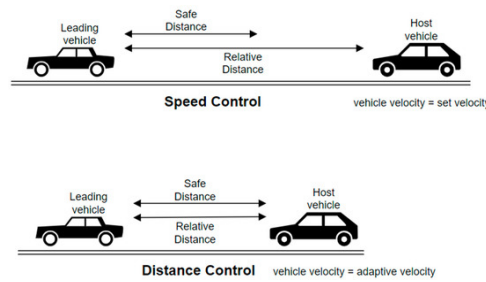 Safe
Distance
Leading
vehicle
Host
vehicle
Relative
Distance
Speed Control
vehicle velocity = set velocity
Safe
Distance
Leading
vehicle
Host
vehicle
Relative
Distance
Distance Control
vehicle velocity = adaptive velocity